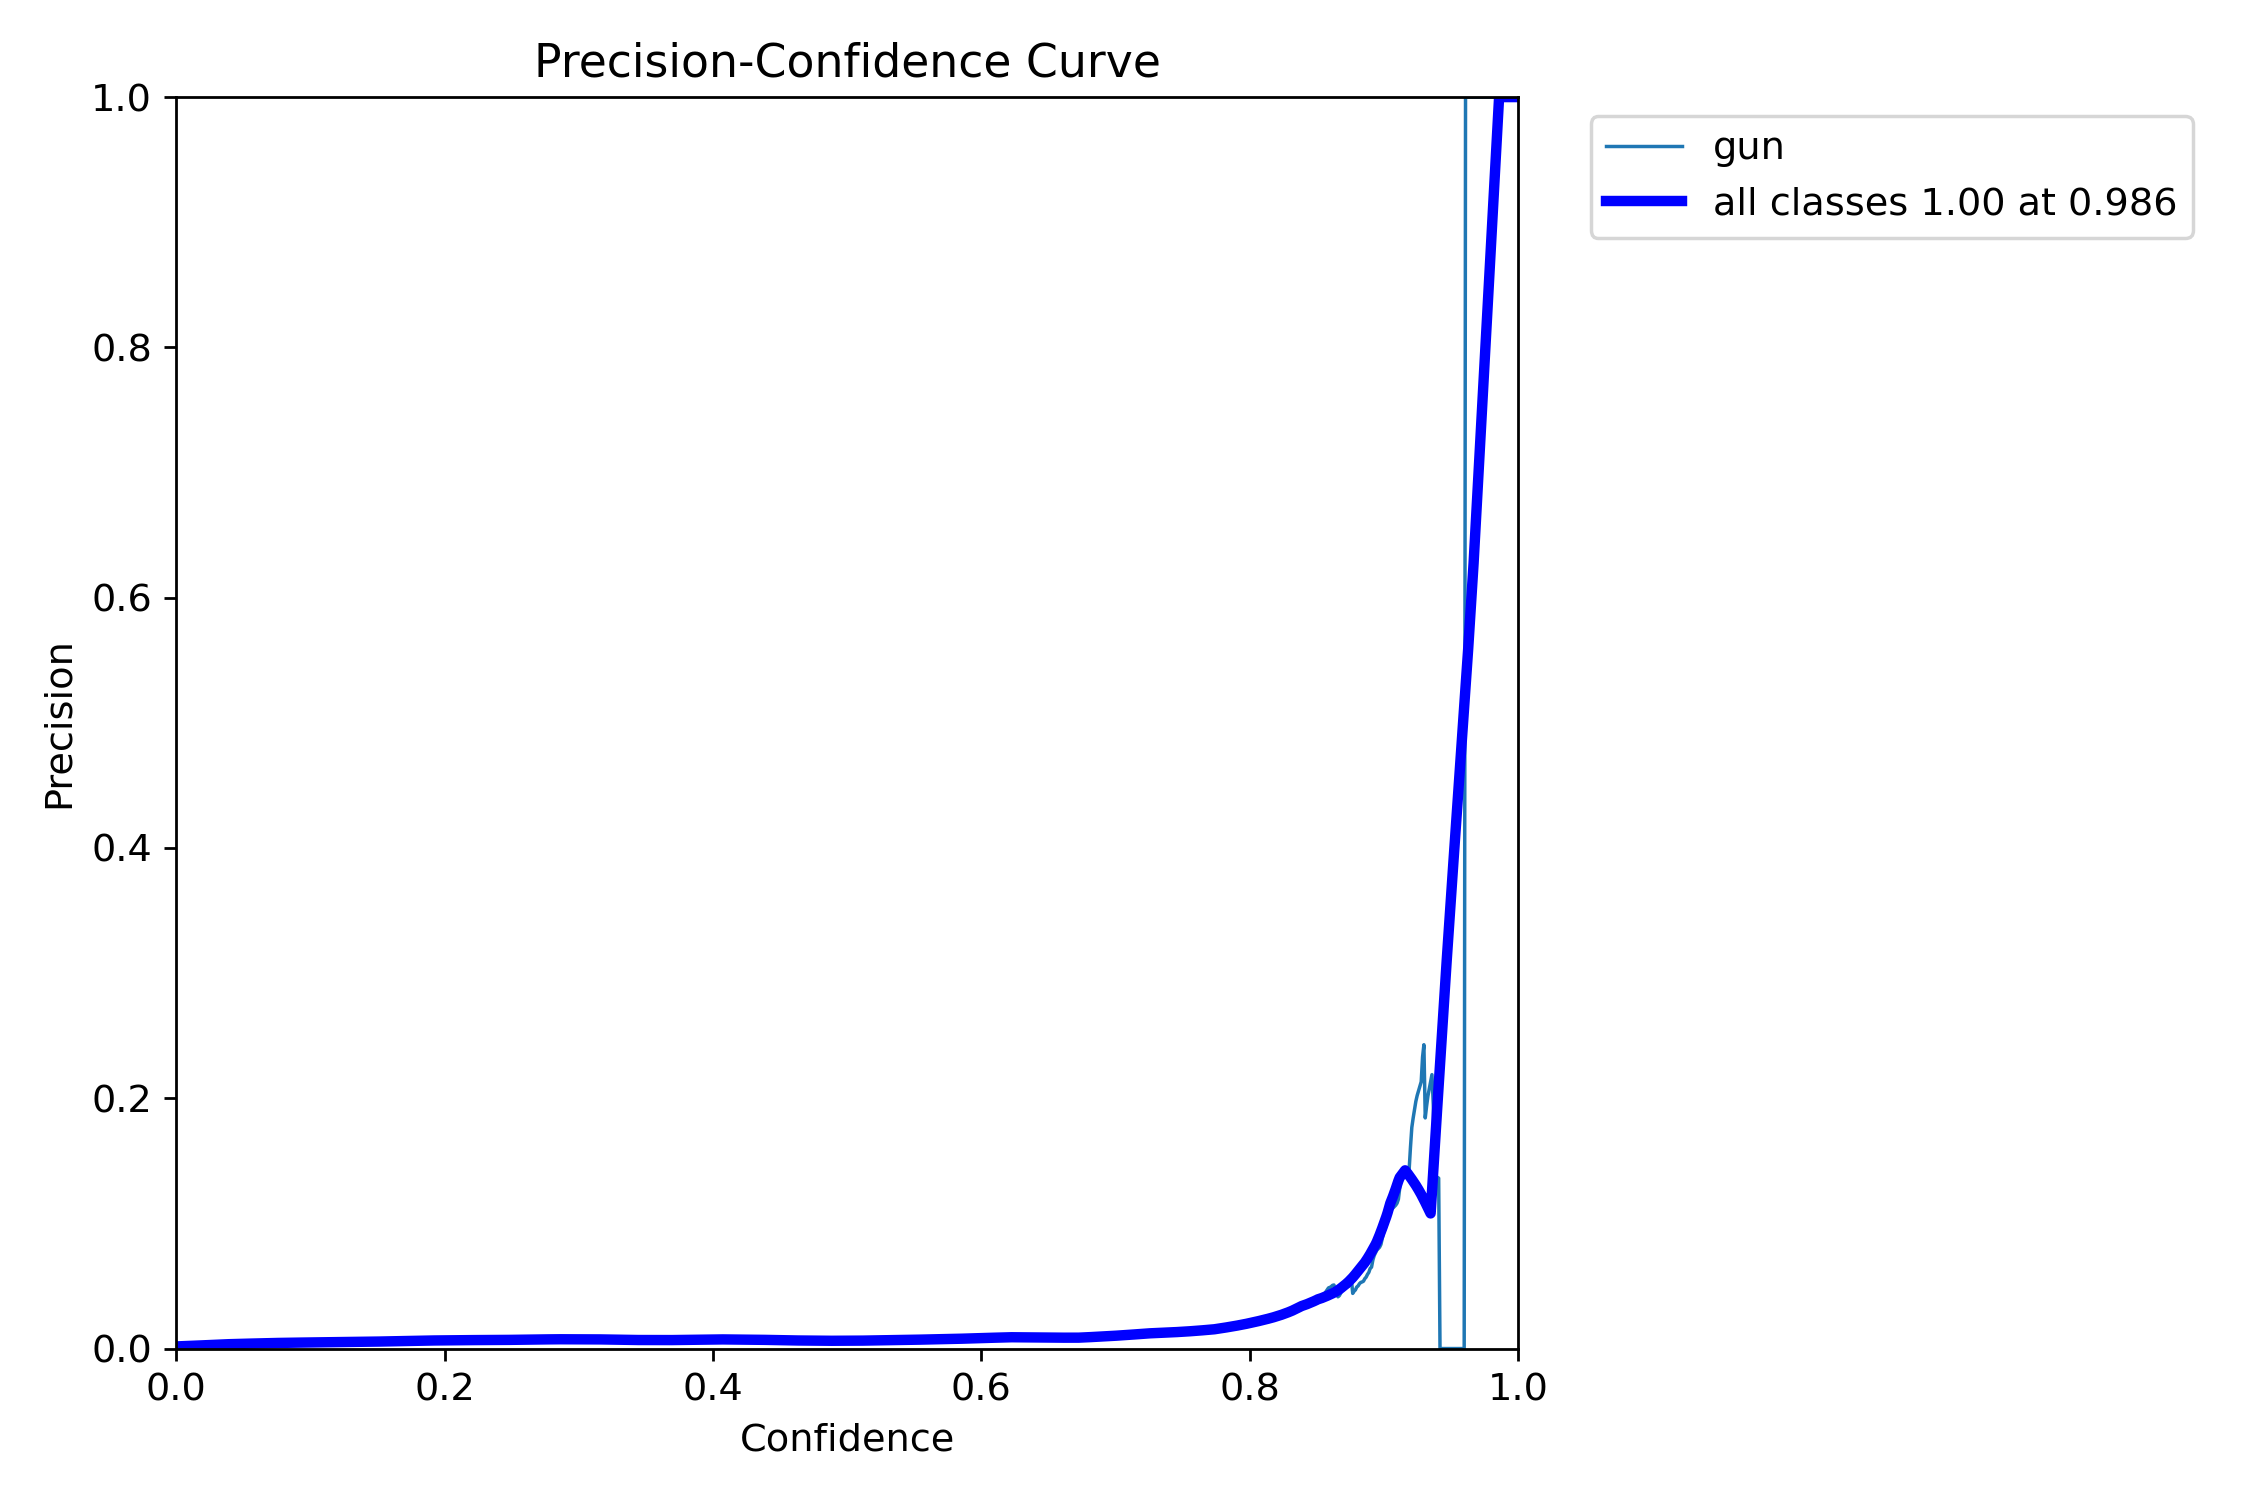 Precision-Confidence Curve
1.0
0.8
0.6
0.4
0.2
0.0
Precision
0.0 0.2 0.4 0.6 0.8 1.0
Confidence
gun
all classes 1.00 at 0.986